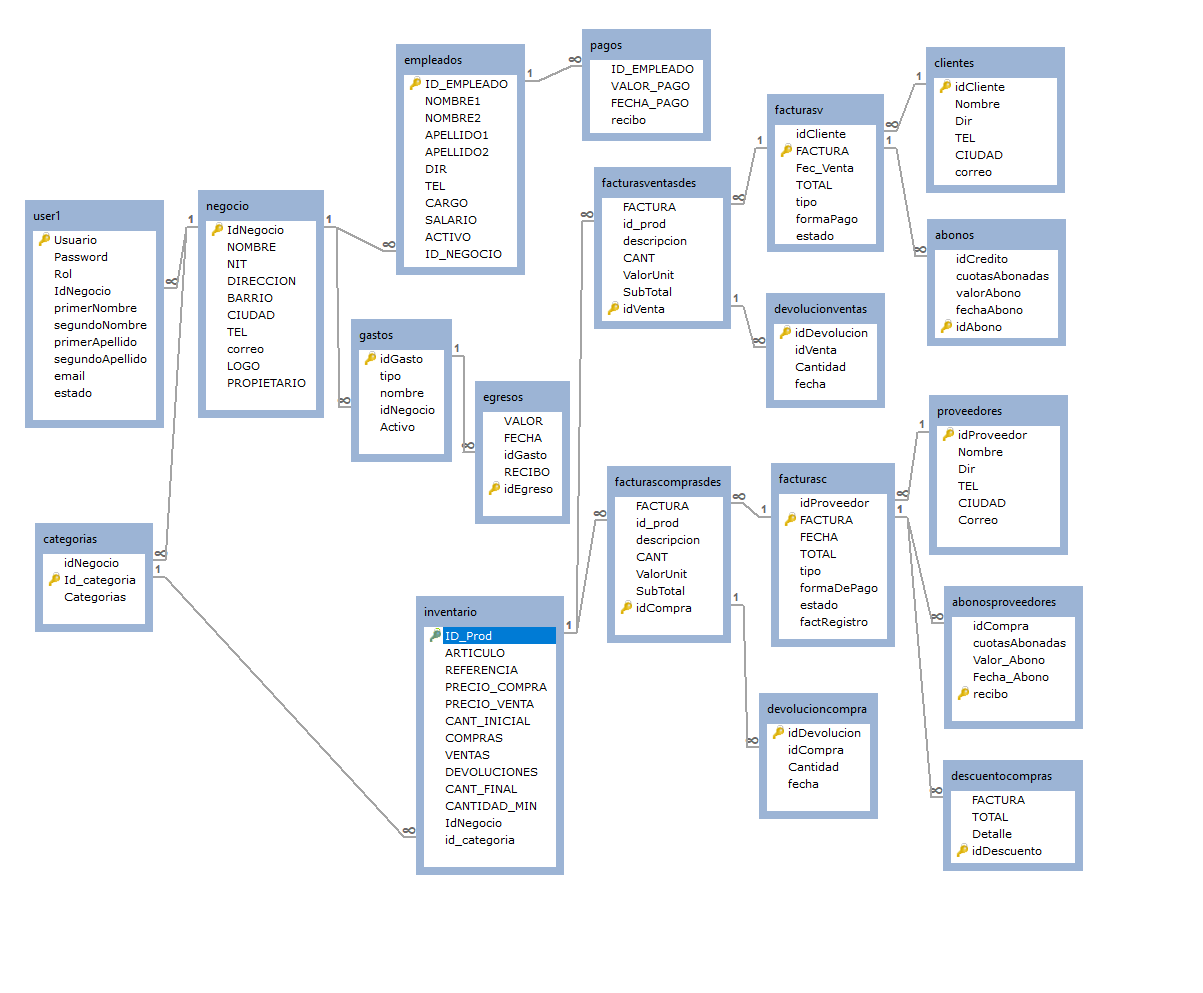 user1
Usuario
Password
Rol
IdNegocio
primerNombre
segundoNombre
primerApellido
segundoApellido
email
estado
1
negocio
IdNegocio
NOMBRE
NIT
DIRECCION
BARRIO
CIUDAD
TEL
correo
LOGO
PROPIETARIO
1
empleados
ID_EMPLEADO
NOMBRE1
NOMBRE2
APELLIDO1
APELLIDO2
DIR
TEL
CARGO
SALARIO
ACTIVO
ID_NEGOCIO
1
∞
∞
∞
pagos
ID_EMPLEADO
VALOR_PAGO
FECHA_PAGO
recibo
gastos
idGasto
tipo
nombre
idNegocio
Activo
1
∞
∞
egresos
VALOR
FECHA
idGasto
RECIBO
idEgreso
categorias
idNegocio
Id_categoria
Categorias
∞
1
inventario
ID_Prod
ARTICULO
REFERENCIA
PRECIO_COMPRA
PRECIO_VENTA
CANT_INICIAL
COMPRAS
VENTAS
DEVOLUCIONES
CANT_FINAL
CANTIDAD_MIN
IdNegocio
id_categoria
1
∞
facturasventasdes
FACTURA
id_prod
descripcion
CANT
ValorUnit
SubTotal
idVenta
∞
∞
1
facturasv
idCliente
FACTURA
Fec_Venta
TOTAL
tipo
formaPago
estado
1
∞
1
clientes
idCliente
Nombre
Dir
TEL
CIUDAD
correo
1
abonos
idCredito
cuotasAbonadas
valorAbono
fechaAbono
idAbono
∞
devolucionventas
idDevolucion
idVenta
Cantidad
fecha
∞
facturascomprasdes
FACTURA
id_prod
descripcion
CANT
ValorUnit
SubTotal
idCompra
∞
∞
1
facturasc
idProveedor
FACTURA
FECHA
TOTAL
tipo
formaDePago
estado
factRegistro
1
∞
1
proveedores
idProveedor
Nombre
Dir
TEL
CIUDAD
Correo
1
abonosproveedores
idCompra
cuotasAbonadas
Valor_Abono
Fecha_Abono
recibo
∞
devolucioncompra
idDevolucion
idCompra
Cantidad
fecha
∞
descuentocompras
FACTURA
TOTAL
Detalle
idDescuento
∞